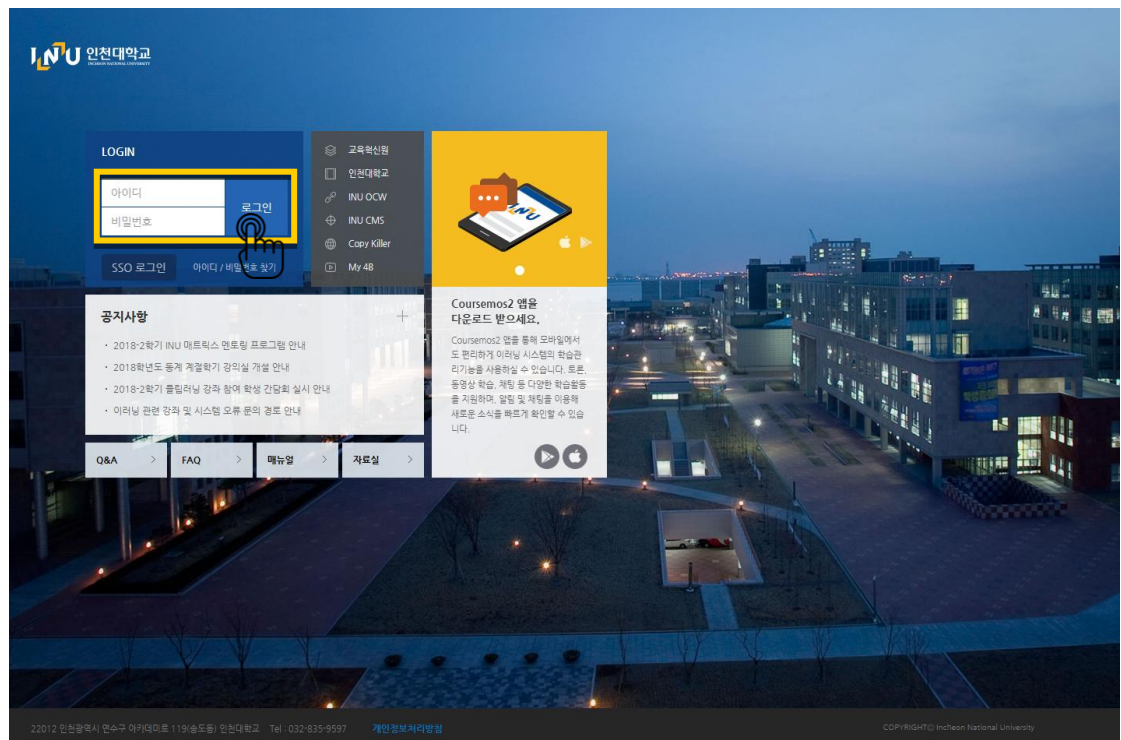 INU 인천대학교
INCHEON NATIONAL UNIVERSITY
LOGIN
아이디
비밀번호
로그인
SSO 로그인
아이디 / 비밀번호 찾기
교육혁신원
인천대학교
INU OCW
INU CMS
Copy Killer
My 4B
INU
Coursemos2 앱을
다운로드 받으세요.
Coursemos2 앱을 통해 모바일에서
도 편리하게 이러닝 시스템의 학습관
리기능을 사용하실 수 있습니다. 토론,
동영상 학습, 채팅 등 다양한 학습활동
을 지원하며, 알림 및 채팅을 이용해
새로운 소식을 빠르게 확인할 수 있습
니다.
공지사항
· 2018-2학기 INU 매트릭스 멘토링 프로그램 안내
· 2018학년도 동계 계절학기 강의실 개설 안내
· 2018-2학기 플립러닝 강좌 참여 학생 간담회 실시 안내
· 이러닝 관련 강좌 및 시스템 오류 문의 경로 안내
Q&A
FAQ
매뉴얼
자료실
22012 인천광역시 연수구 아카데미로 119(송도동) 인천대학교 Tel : 032-835-9597
개인정보처리방침
COPYRIGHTⓒ Incheon National University